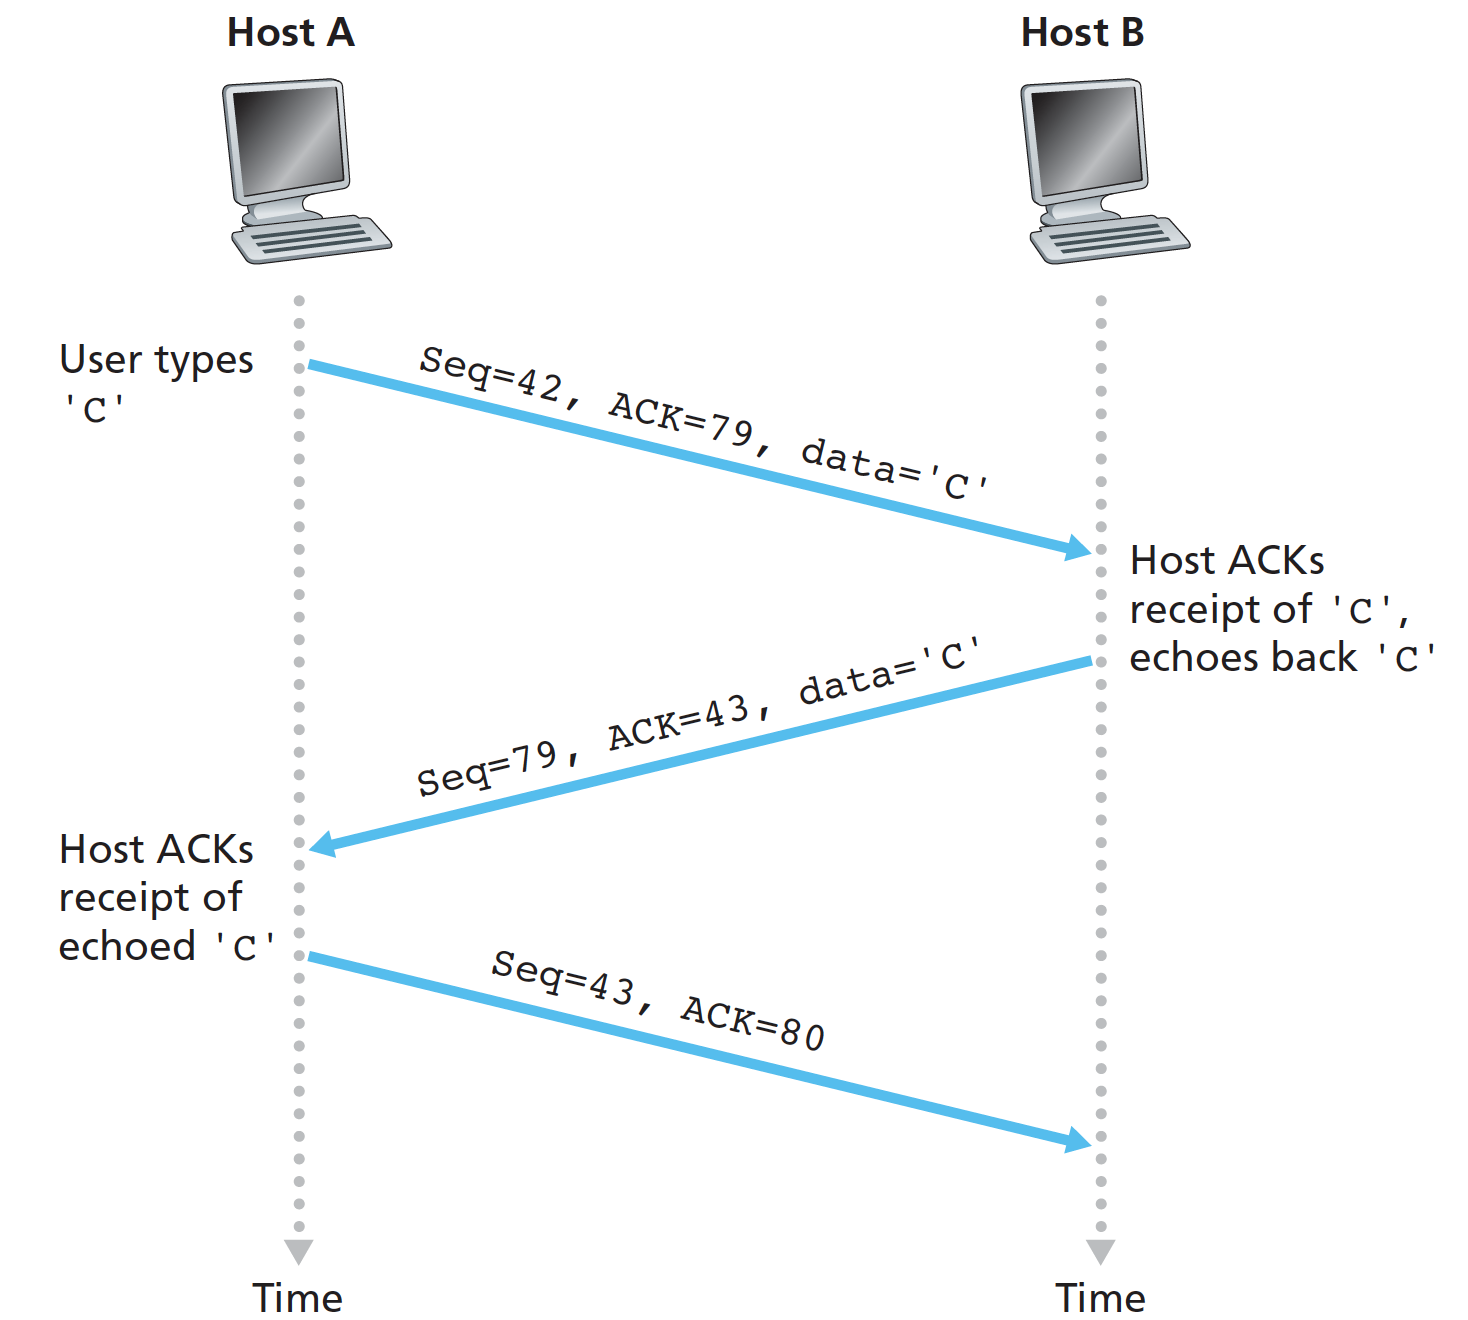 Host A
Host B
User types
'C'
Seq=42, ACK=79, data='C'
Host ACKs
receipt of 'C',
echoes back 'C'
Seq=79, ACK=43, data='C'
Host ACKs
receipt of
echoed 'C'
Seq=43, ACK=80
Time
Time